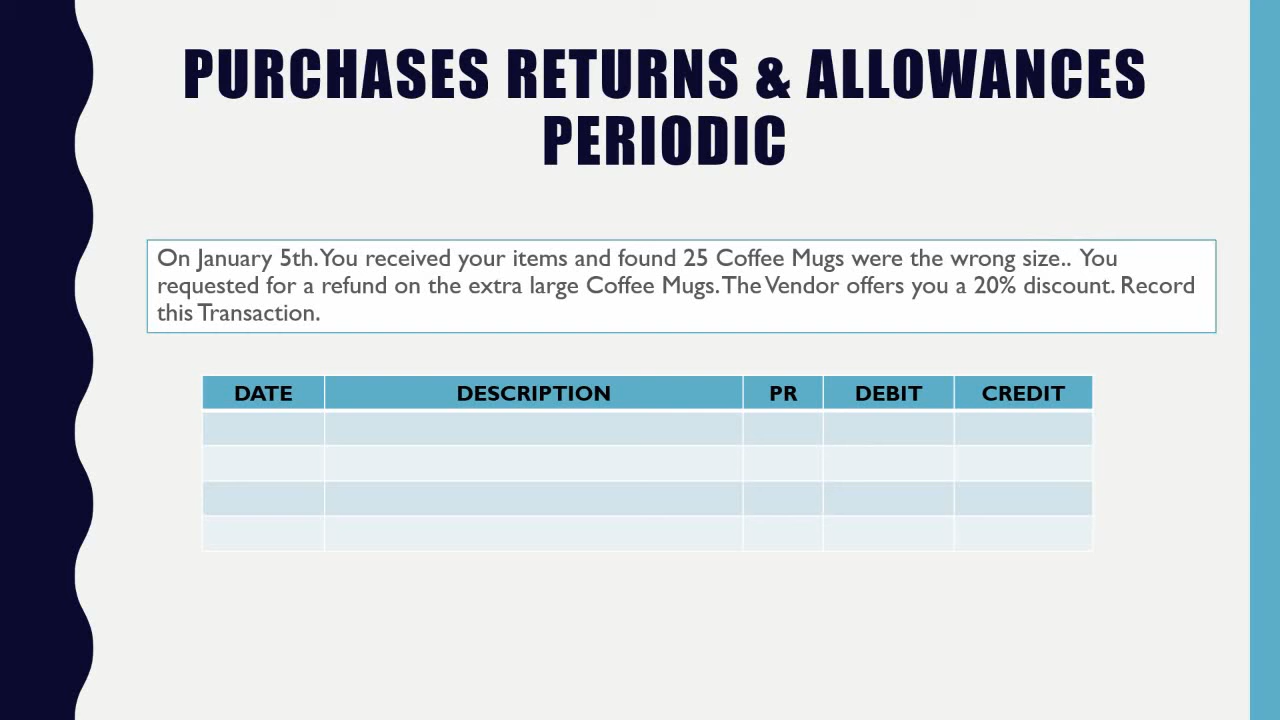 PURCHASES RETURNS & ALLOWANCES
PERIODIC
On January 5th. You received your items and found 25 Coffee Mugs were the wrong size.. You
requested for a refund on the extra large Coffee Mugs. The Vendor offers you a 20% discount. Record
this Transaction.
DATE DESCRIPTION PR DEBIT CREDIT